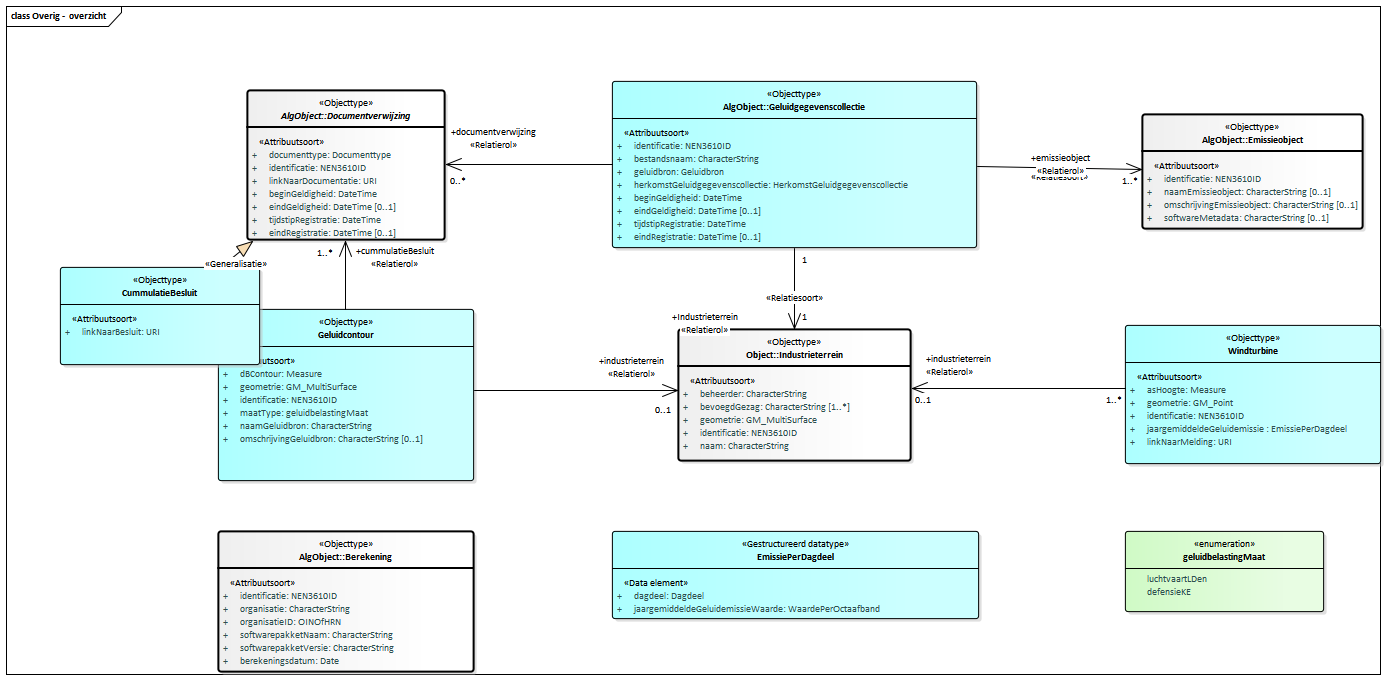 class Overig - overzicht
«Objecttype»
AlgObject::Documentverwijzing
«Attribuutsoort»
+ documenttype: Documenttype
+ identificatie: NEN3610ID
+ linkNaarDocumentatie: URI
+ beginGeldigheid: DateTime
+ eindGeldigheid: DateTime [0..1]
+ tijdstipRegistratie: DateTime
+ eindRegistratie: DateTime [0..1]
+documentverwijzing
«Relatierol»
0..*
«Objecttype»
AlgObject::Geluidgegevenscollectie
«Attribuutsoort»
+ identificatie: NEN3610ID
+ bestandsnaam: CharacterString
+ geluidbron: Geluidbron
+ herkomstGeluidgegevenscollectie: HerkomstGeluidgegevenscollectie
+ beginGeldigheid: DateTime
+ eindGeldigheid: DateTime [0..1]
+ tijdstipRegistratie: DateTime
+ eindRegistratie: DateTime [0..1]
+emissieobject
«Relatierol»
«Relatiesoort»
1..*
«Objecttype»
AlgObject::Emissieobject
«Attribuutsoort»
+ identificatie: NEN3610ID
+ naamEmissieobject: CharacterString [0..1]
+ omschrijvingEmissieobject: CharacterString [0..1]
+ softwareMetadata: CharacterString [0..1]
«Generalisatie»
1..*
+cummulatieBesluit
«Relatierol»
1
«Relatiesoort»
1
+Industrieterrein
«Relatierol»
«Objecttype»
CummulatieBesluit
«Attribuutsoort»
+ linkNaarBesluit: URI
«Objecttype»
Geluidcontour
uutsoort»
+ dBContour: Measure
+ geometrie: GM_MultiSurface
+ identificatie: NEN3610ID
+ maatType: geluidbelastingMaat
+ naamGeluidbron: CharacterString
+ omschrijvingGeluidbron: CharacterString [0..1]
+industrieterrein
«Relatierol»
0..1
«Objecttype»
Object::Industrieterrein
«Attribuutsoort»
+ beheerder: CharacterString
+ bevoegdGezag: CharacterString [1..*]
+ geometrie: GM_MultiSurface
+ identificatie: NEN3610ID
+ naam: CharacterString
+industrieterrein
«Relatierol»
0..1
1..*
«Objecttype»
Windturbine
«Attribuutsoort»
+ asHoogte: Measure
+ geometrie: GM_Point
+ identificatie: NEN3610ID
+ jaargemiddeldeGeluidemissie : EmissiePerDagdeel
+ linkNaarMelding: URI
«Objecttype»
AlgObject::Berekening
«Attribuutsoort»
+ identificatie: NEN3610ID
+ organisatie: CharacterString
+ organisatieID: OINOfHRN
+ softwarepakketNaam: CharacterString
+ softwarepakketVersie: CharacterString
+ berekeningsdatum: Date
«Gestructureerd datatype»
EmissiePerDagdeel
«Data element»
+ dagdeel: Dagdeel
+ jaargemiddeldeGeluidemissieWaarde: WaardePerOctaafband
«enumeration»
geluidbelastingMaat
luchtvaartLDen
defensieKE